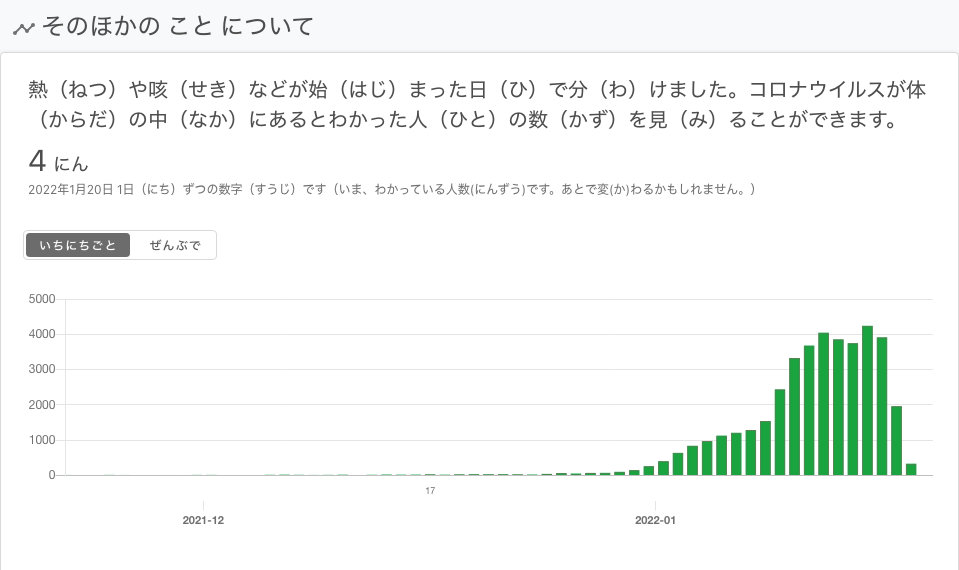 そのほかの こと について
熱（ねつ）や咳（せき）などが始（はじ）まった日（ひ）で分（わ）けました。コロナウイルスが体
（からだ）の中（なか）にあるとわかった人（ひと）の数（かず）を見（み）ることができます。
4 にん
2022年1月20日 1日（にち）ずつの数字（すうじ）です（いま、わかっている人数(にんずう)です。あとで変(か)わるかもしれません。）
いちにちごと ぜんぶで
5000
4000
3000
2000
1000
0
17
2021-12 2022-01